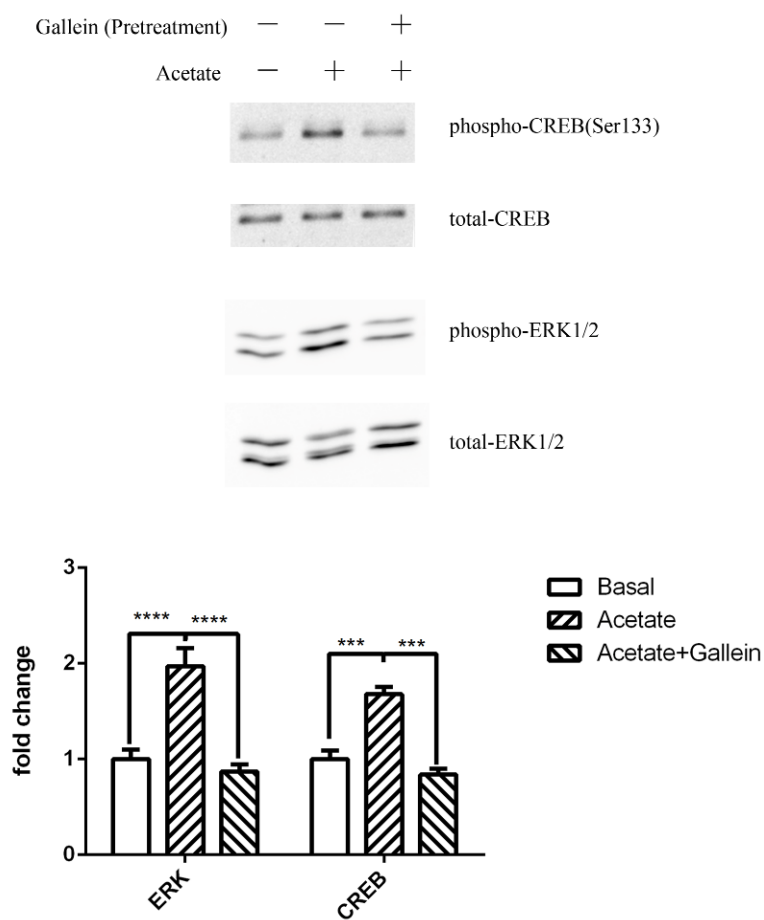 Gallein (Pretreatment) — — +
Acetate — + +
phospho-CREB(Ser133)
total-CREB
phospho-ERK1/2
total-ERK1/2
3
2
1
0
fold change
**** ****
*** ***
ERK
CREB
Basal
Acetate
Acetate+Gallein